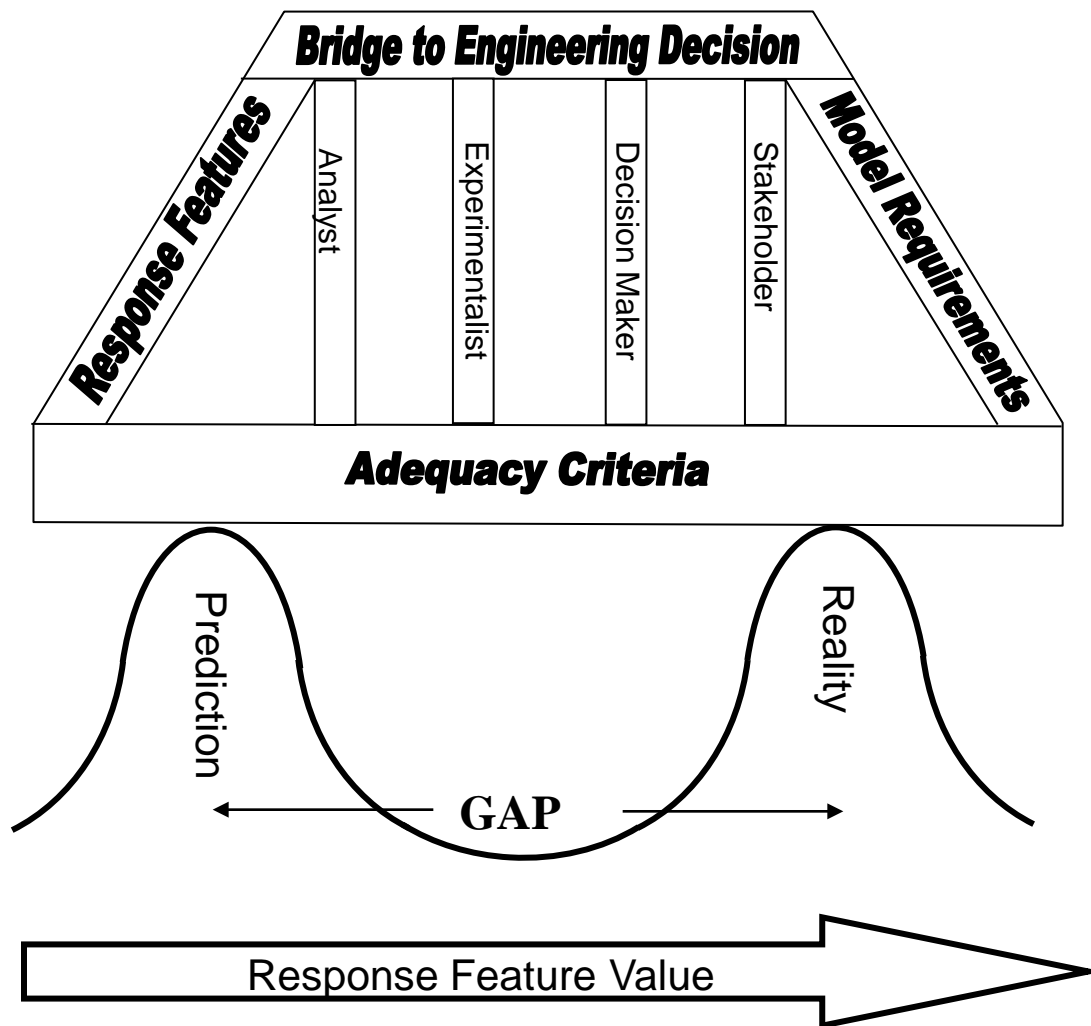 Bridge to Engineering Decision
Response Features
Analyst
Experimentalist
Decision Maker
Stakeholder
Model Requirements
Adequacy Criteria
Prediction
Reality
GAP
Response Feature Value